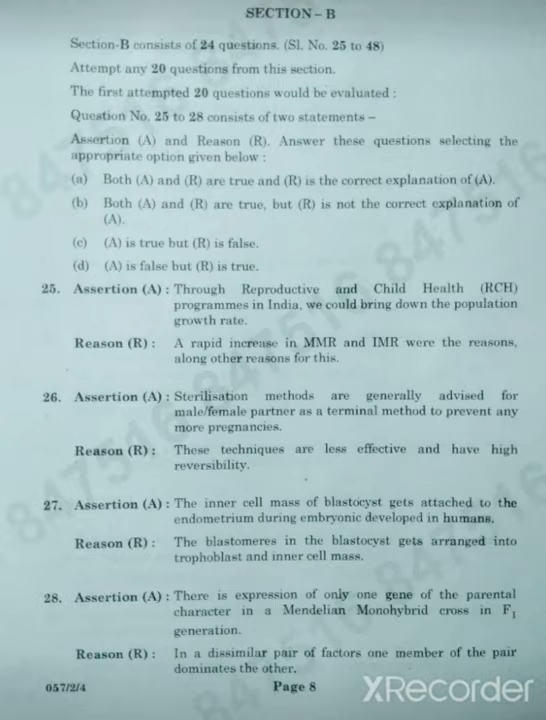 SECTION – B
Section-B consists of 24 questions. (Sl. No. 25 to 48)
Attempt any 20 questions from this section.
The first attempted 20 questions would be evaluated :
Question No. 25 to 28 consists of two statements –
Assertion (A) and Reason (R). Answer these questions selecting the
appropriate option given below :
(a) Both (A) and (R) are true and (R) is the correct explanation of (A).
(b) Both (A) and (R) are true, but (R) is not the correct explanation of
(A).
(c) (A) is true but (R) is false.
(d) (A) is false but (R) is true.
25. Assertion (A) : Through Reproductive and Child Health (RCH)
programmes in India, we could bring down the population
growth rate.
Reason (R) : A rapid increase in MMR and IMR were the reasons,
along other reasons for this.
26. Assertion (A) : Sterilisation methods are generally advised for
male/female partner as a terminal method to prevent any
more pregnancies.
Reason (R) : These techniques are less effective and have high
reversibility.
27. Assertion (A) : The inner cell mass of blastocyst gets attached to the
endometrium during embryonic developed in humans.
Reason (R) : The blastomeres in the blastocyst gets arranged into
trophoblast and inner cell mass.
28. Assertion (A) : There is expression of only one gene of the parental
character in a Mendelian Monohybrid cross in F1
generation.
Reason (R) : In a dissimilar pair of factors one member of the pair
dominates the other.
057/2/4 Page 8
XRecorder
847516 847516 847516